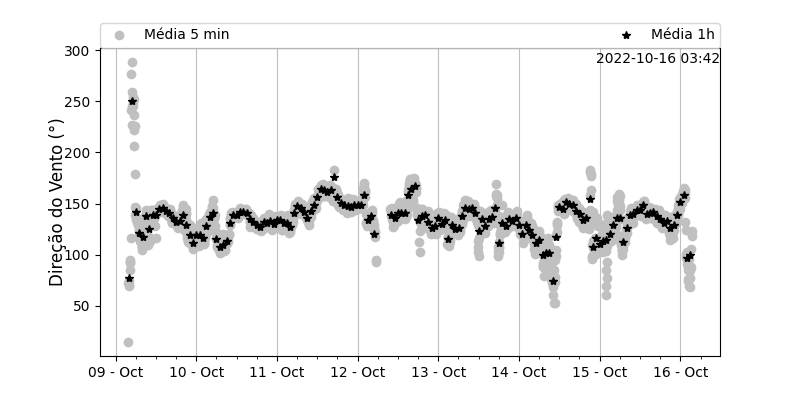 Média 5 min
Média 1h
2022-10-16 03:42
Direção do Vento (°)
300
250
200
150
100
50
09 - Oct
10 - Oct
11 - Oct
12 - Oct
13 - Oct
14 - Oct
15 - Oct
16 - Oct